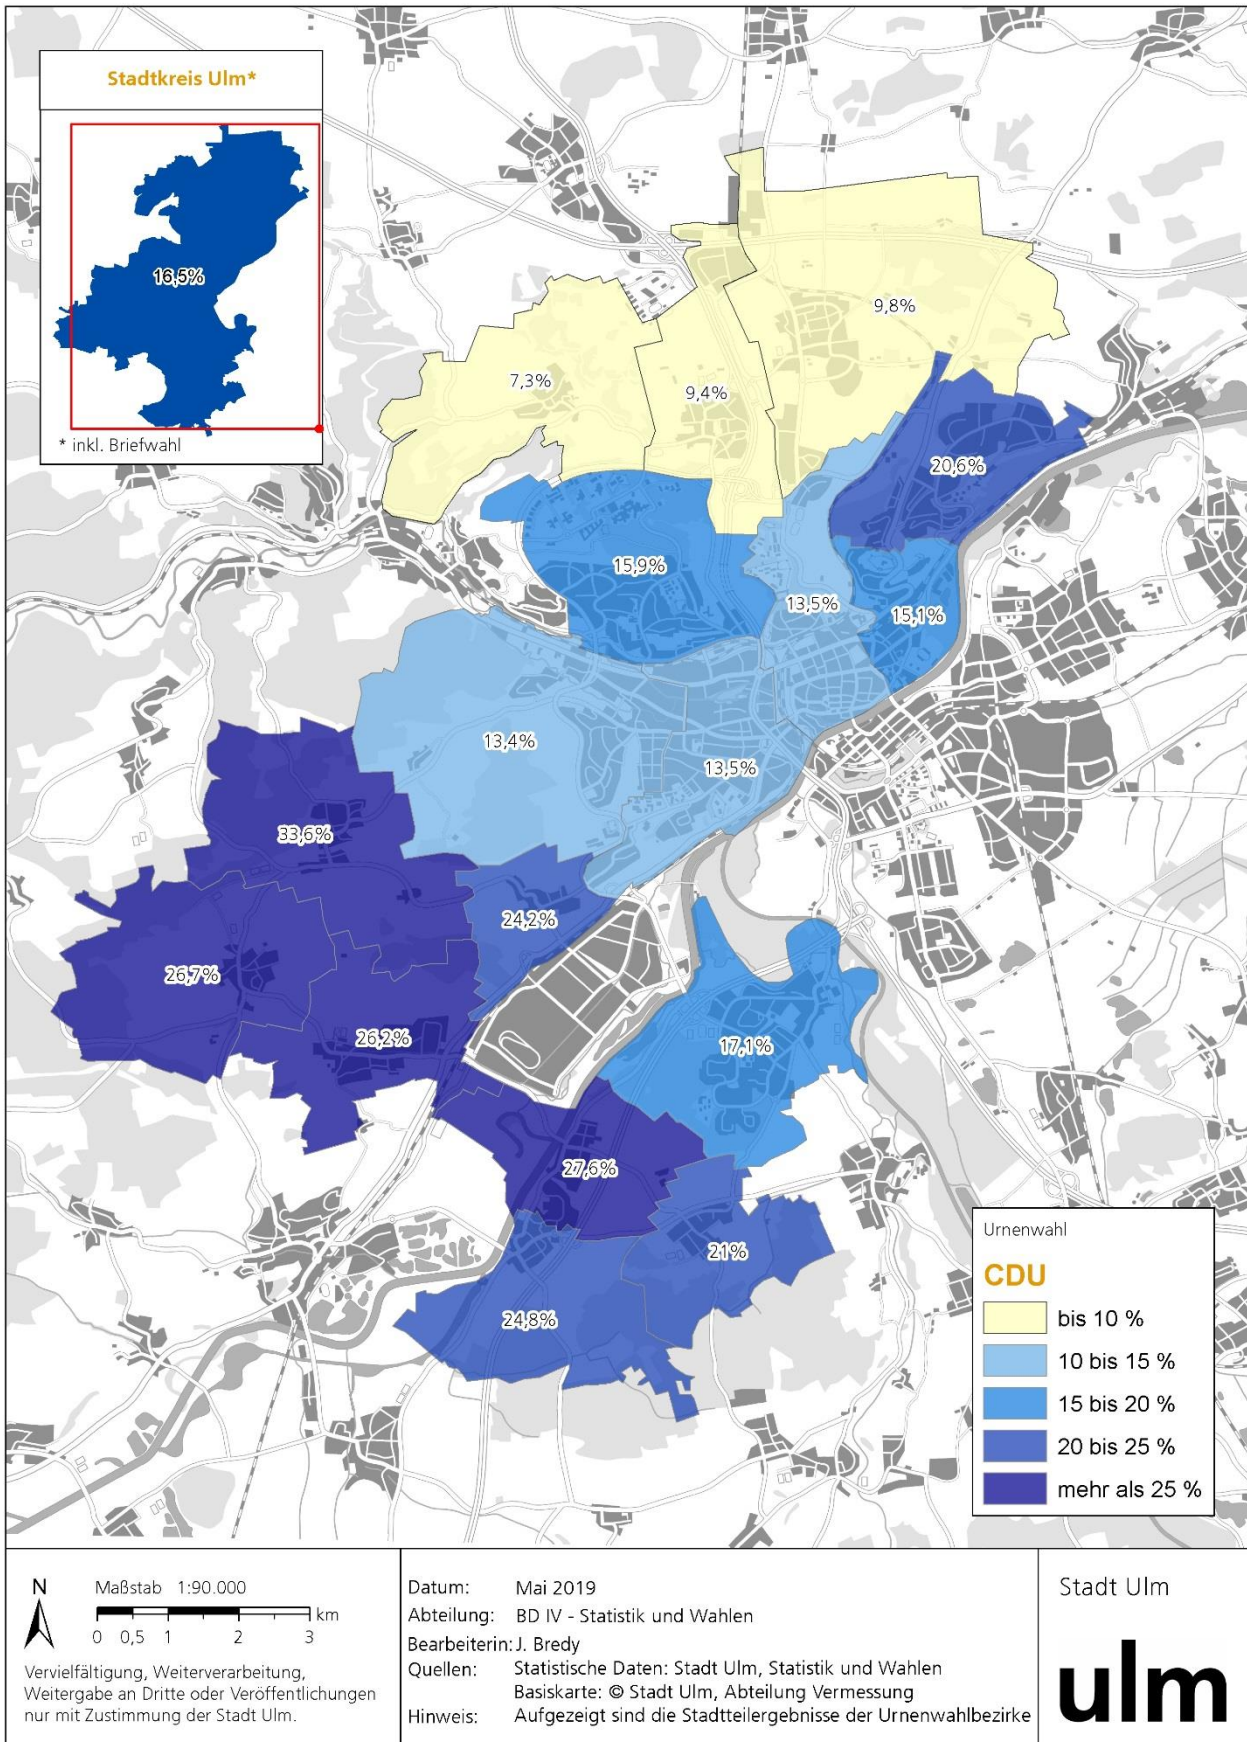 Stadtkreis Ulm*
16,5%
* inkl. Briefwahl
9,8%
7,3%
9,4%
20,6%
15,9%
13,5%
15,1%
13,4%
13,5%
33,6%
24,2%
26,7%
26,2%
17,1%
27,6%
21%
24,8%
Urnenwahl
CDU
bis 10 %
10 bis 15 %
15 bis 20 %
20 bis 25 %
mehr als 25 %
N
Maßstab 1:90.000
km
0 0,5 1 2 3
Vervielfältigung, Weiterverarbeitung,
Weitergabe an Dritte oder Veröffentlichungen
nur mit Zustimmung der Stadt Ulm.
Datum: Mai 2019
Abteilung: BD IV - Statistik und Wahlen
Bearbeiterin: J. Bredy
Quellen: Statistische Daten: Stadt Ulm, Statistik und Wahlen
Basiskarte: © Stadt Ulm, Abteilung Vermessung
Hinweis: Aufgezeigt sind die Stadtteilergebnisse der Urnenwahlbezirke
Stadt Ulm
ulm